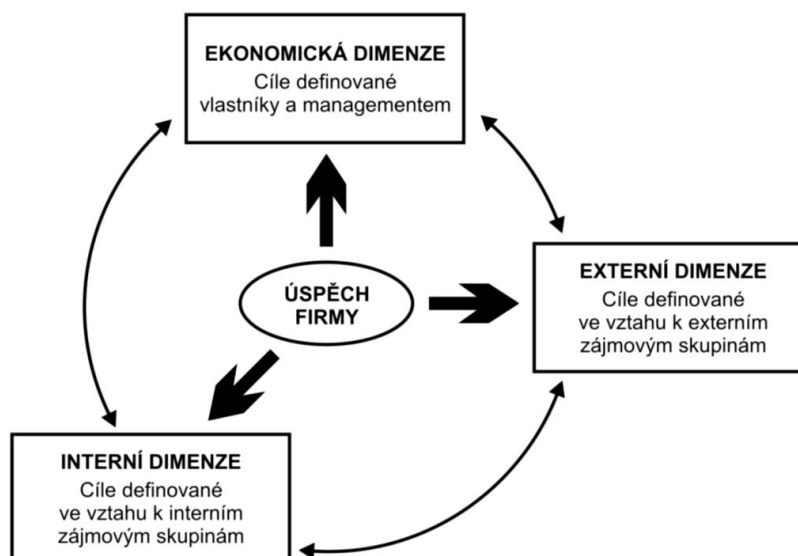 EKONOMICKÁ DIMENZE
Cíle definované
vlastníky a managementem
ÚSPĚCH
FIRMY
EXTERNÍ DIMENZE
Cíle definované
ve vztahu k externím
zájmovým skupinám
INTERNÍ DIMENZE
Cíle definované
ve vztahu k interním
zájmovým skupinám